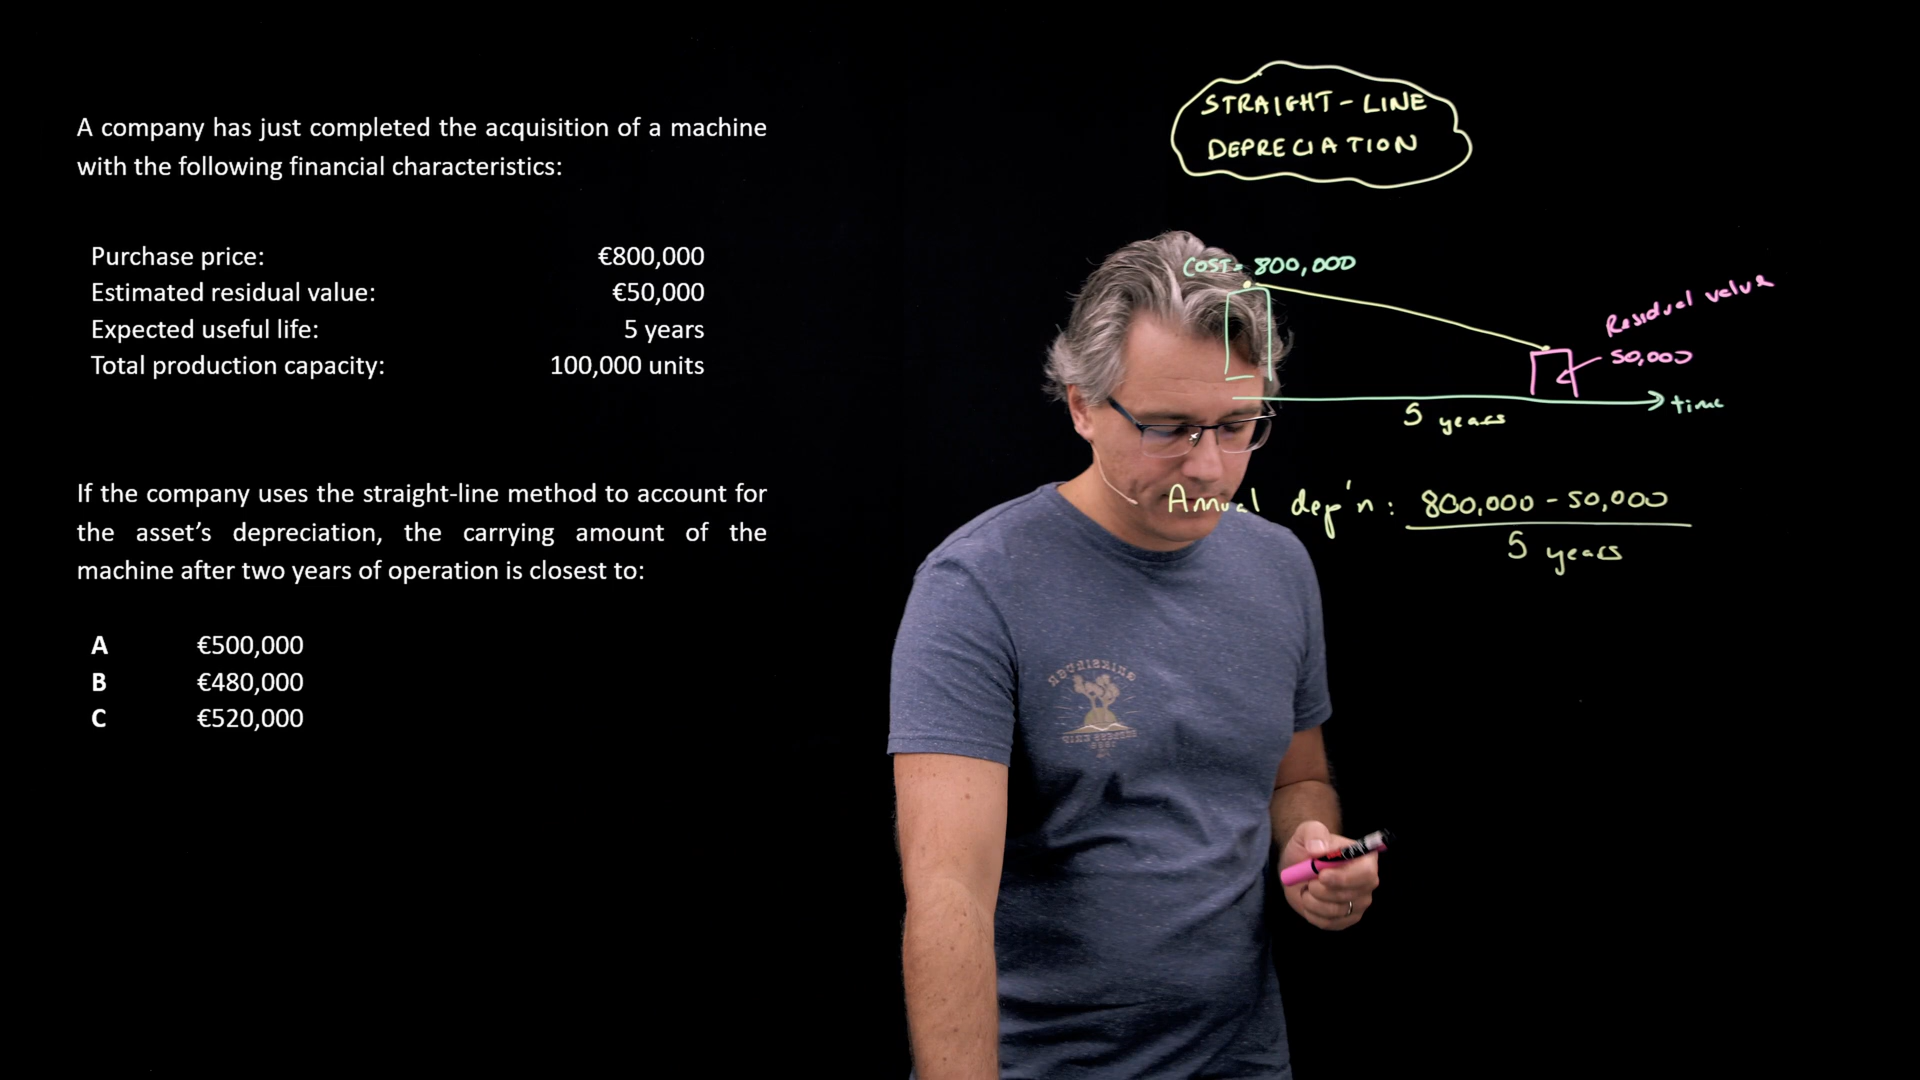 A company has just completed the acquisition of a machine
with the following financial characteristics:
Purchase price: €800,000
Estimated residual value: €50,000
Expected useful life: 5 years
Total production capacity: 100,000 units
If the company uses the straight-line method to account for
the asset’s depreciation, the carrying amount of the
machine after two years of operation is closest to:
A €500,000
B €480,000
C €520,000
STRAIGHT-LINE
DEPRECIATION
COST= 800,000
Residual value
50,000
time
5 years
Annual dep'n: 800,000 - 50,000
5 years